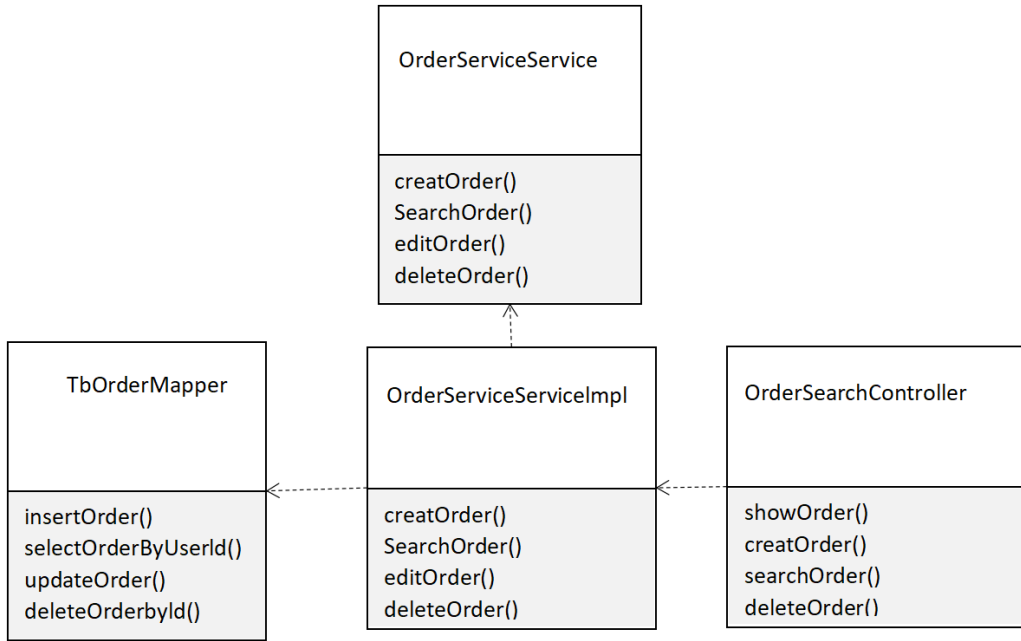 OrderServiceService
creatOrder()
SearchOrder()
editOrder()
deleteOrder()
TbOrderMapper
insertOrder()
selectOrderByUserId()
updateOrder()
deleteOrderbyId()
OrderServiceServiceImpl
creatOrder()
SearchOrder()
editOrder()
deleteOrder()
OrderSearchController
showOrder()
creatOrder()
searchOrder()
deleteOrder()